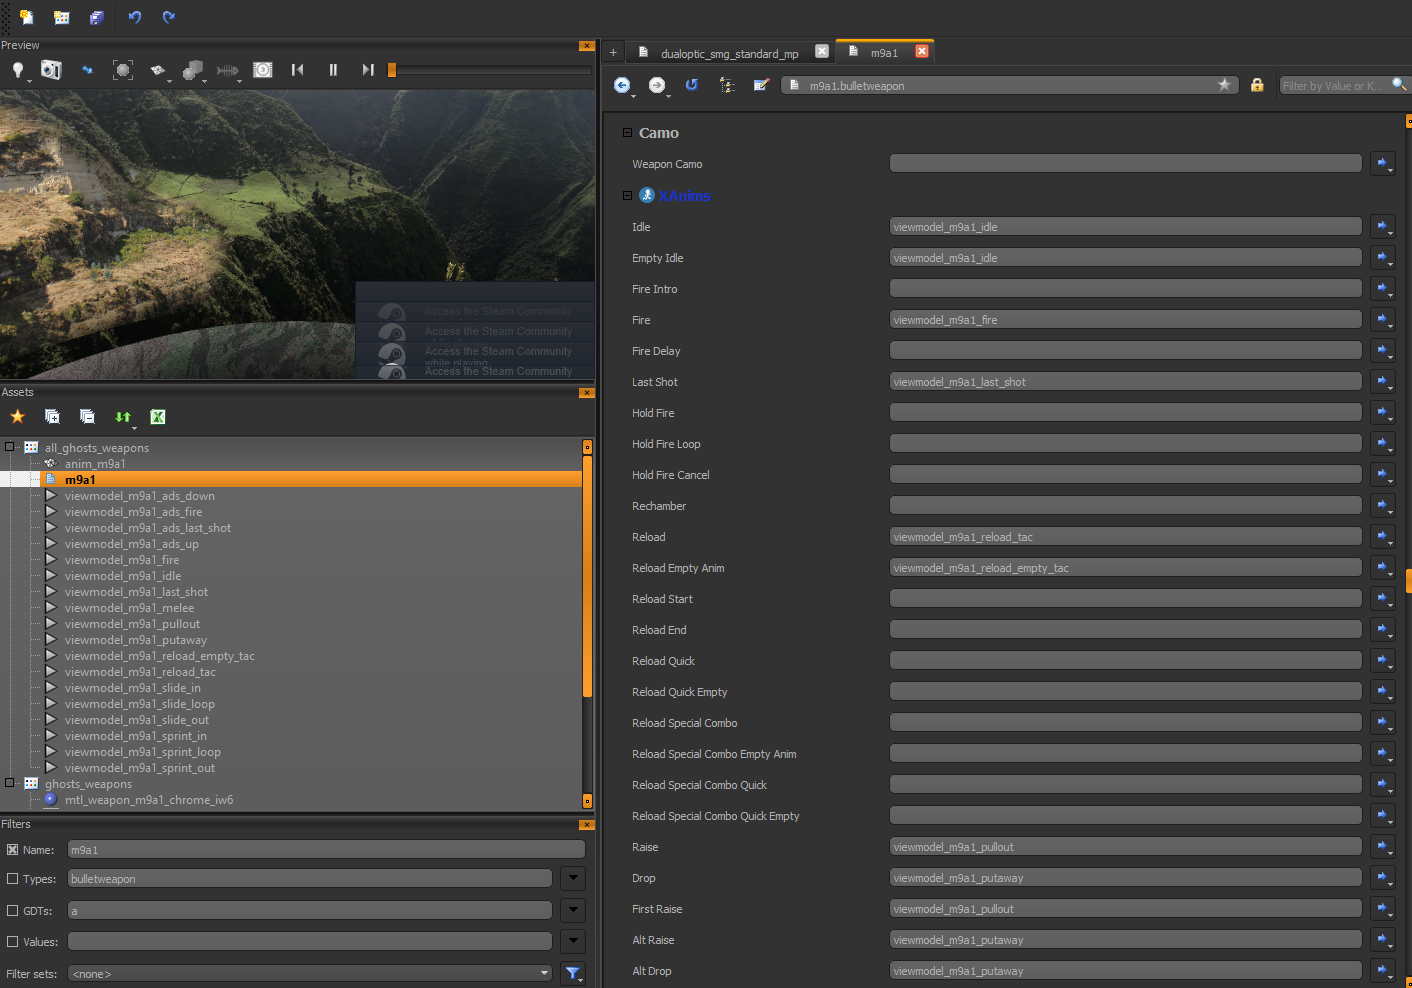 Preview
Access the Steam Community
Access the Steam Community
Access the Steam Community
while playing
Access the Steam Community
Assets
all_ghosts_weapons
anim_m9a1
m9a1
viewmodel_m9a1_ads_down
viewmodel_m9a1_ads_fire
viewmodel_m9a1_ads_last_shot
viewmodel_m9a1_ads_up
viewmodel_m9a1_fire
viewmodel_m9a1_idle
viewmodel_m9a1_last_shot
viewmodel_m9a1_melee
viewmodel_m9a1_pullout
viewmodel_m9a1_putaway
viewmodel_m9a1_reload_empty_tac
viewmodel_m9a1_reload_tac
viewmodel_m9a1_slide_in
viewmodel_m9a1_slide_loop
viewmodel_m9a1_slide_out
viewmodel_m9a1_sprint_in
viewmodel_m9a1_sprint_loop
viewmodel_m9a1_sprint_out
ghosts_weapons
mtl_weapon_m9a1_chrome_iw6
Filters
Name: m9a1
Types: bulletweapon
GDTs: a
Values:
Filter sets: <none>
dualoptic_smg_standard_mp
m9a1
m9a1.bulletweapon
Filter by Value or K...
Camo
Weapon Camo
XAnims
Idle viewmodel_m9a1_idle
Empty Idle viewmodel_m9a1_idle
Fire Intro
Fire viewmodel_m9a1_fire
Fire Delay
Last Shot viewmodel_m9a1_last_shot
Hold Fire
Hold Fire Loop
Hold Fire Cancel
Rechamber
Reload viewmodel_m9a1_reload_tac
Reload Empty Anim viewmodel_m9a1_reload_empty_tac
Reload Start
Reload End
Reload Quick
Reload Quick Empty
Reload Special Combo
Reload Special Combo Empty Anim
Reload Special Combo Quick
Reload Special Combo Quick Empty
Raise viewmodel_m9a1_pullout
Drop viewmodel_m9a1_putaway
First Raise viewmodel_m9a1_pullout
Alt Raise viewmodel_m9a1_putaway
Alt Drop viewmodel_m9a1_putaway